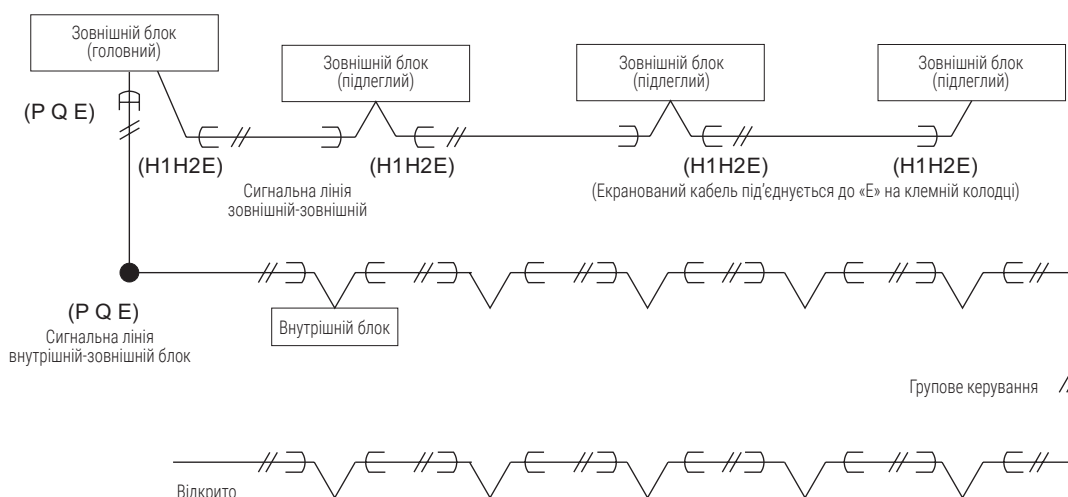 Зовнішній блок
(головний)
Зовнішній блок
(підлеглий)
Зовнішній блок
(підлеглий)
Зовнішній блок
(підлеглий)
(P Q E)
(H1H2E)
(H1H2E)
(H1H2E)
(H1H2E)
Сигнальна лінія
зовнішній-зовнішній
(Екранований кабель під’єднується до «E» на клемній колодці)
(P Q E)
Сигнальна лінія
внутрішній-зовнішній блок
Внутрішній блок
Групове керування
Відкрито